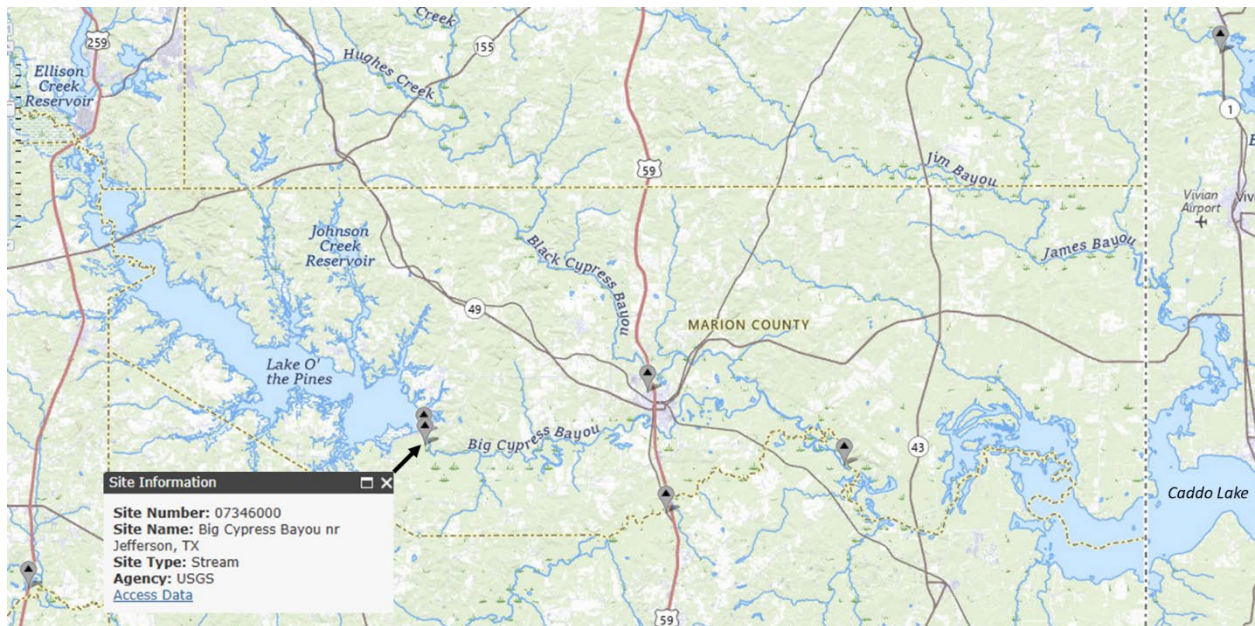 259
Ellison
Creek
Reservoir
Creek
155
Hughes
Creek
59
1
Jim Bayou
Vivian
Airport
James Bayou
Johnson
Creek
Reservoir
Black Cypress Bayou
49
MARION COUNTY
Lake O'
the Pines
Big Cypress Bayou
43
Caddo Lake
Site Information
Site Number: 07346000
Site Name: Big Cypress Bayou nr
Jefferson, TX
Site Type: Stream
Agency: USGS
Access Data
59